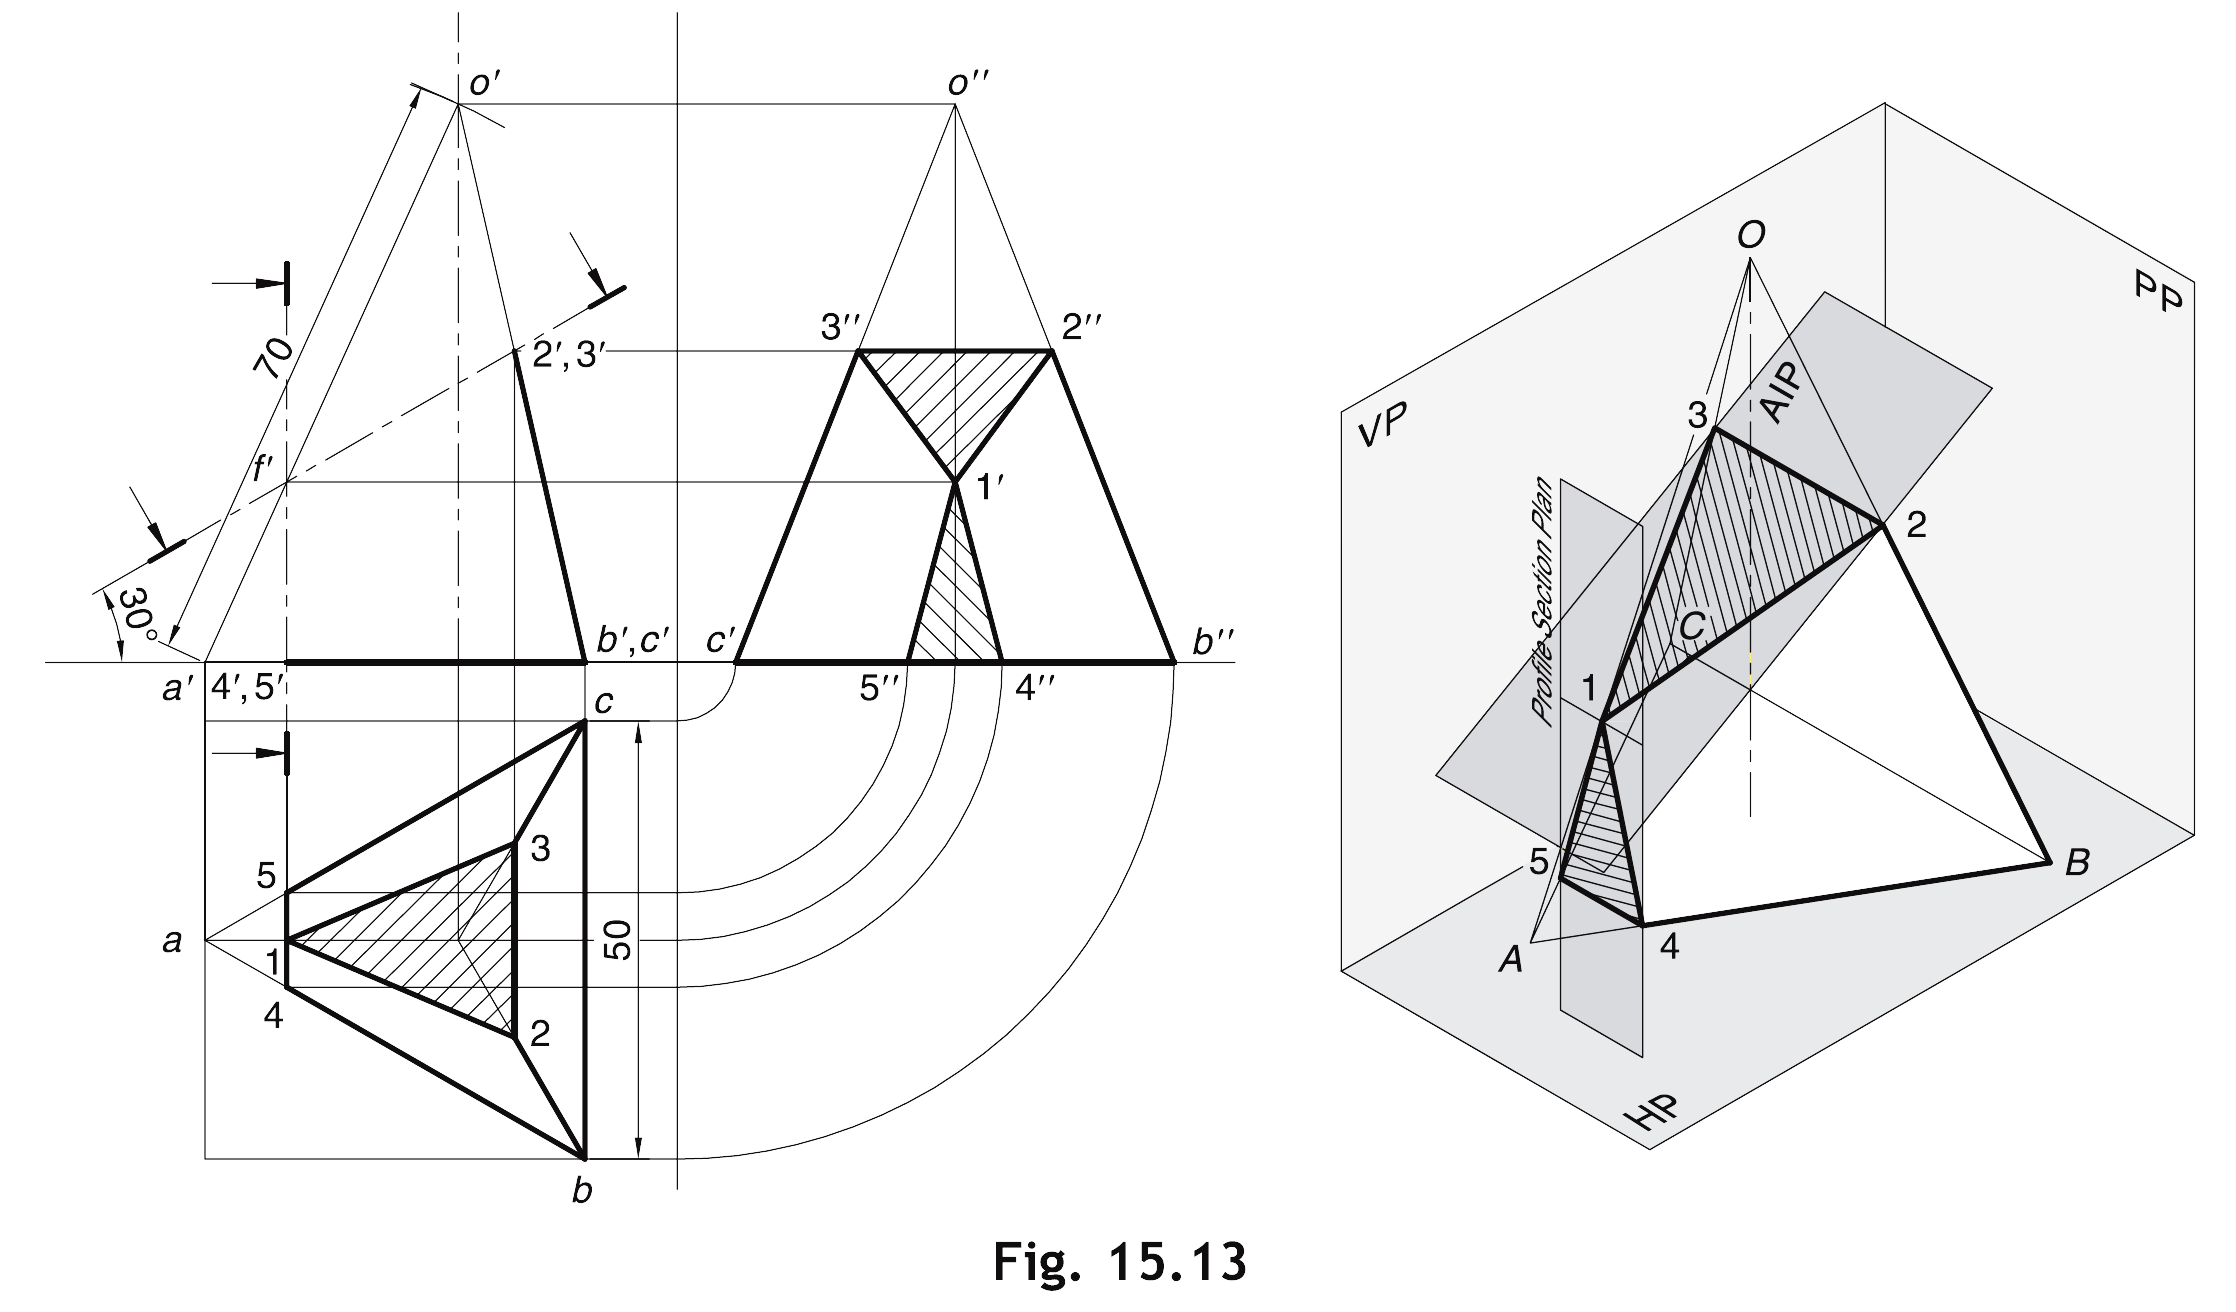 o'
o''
70
2',3'
3''
2''
f'
1'
30°
b',c'
c'
b''
a'
4',5'
5''
4''
c
5
3
a
1
50
4
2
b
O
PP
VP
AIP
3
Profile Section Plan
2
C
1
5
B
A
4
HP
Fig. 15.13